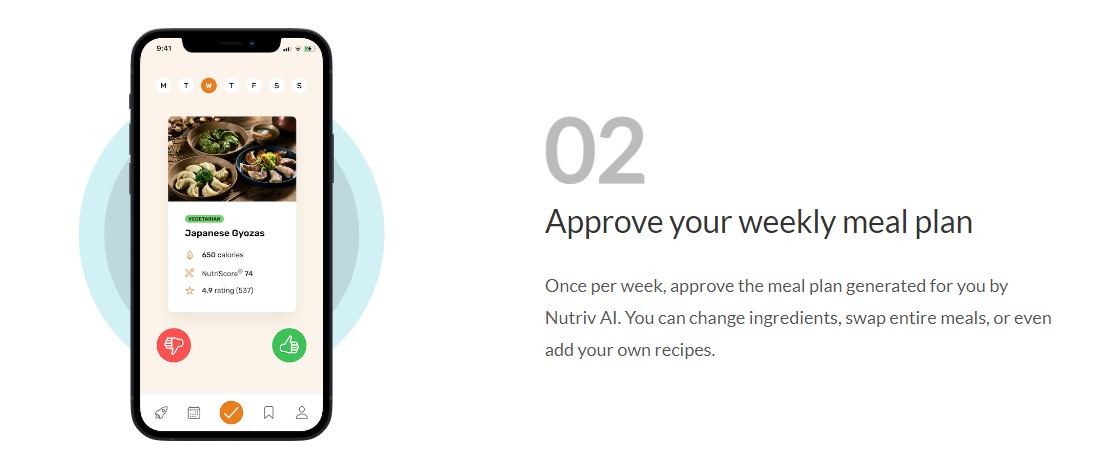 9:41
M T W T F S S
VEGETARIAN
Japanese Gyozas
650 calories
NutriScore® 74
4.9 rating (537)
02
Approve your weekly meal plan
Once per week, approve the meal plan generated for you by
Nutriv AI. You can change ingredients, swap entire meals, or even
add your own recipes.